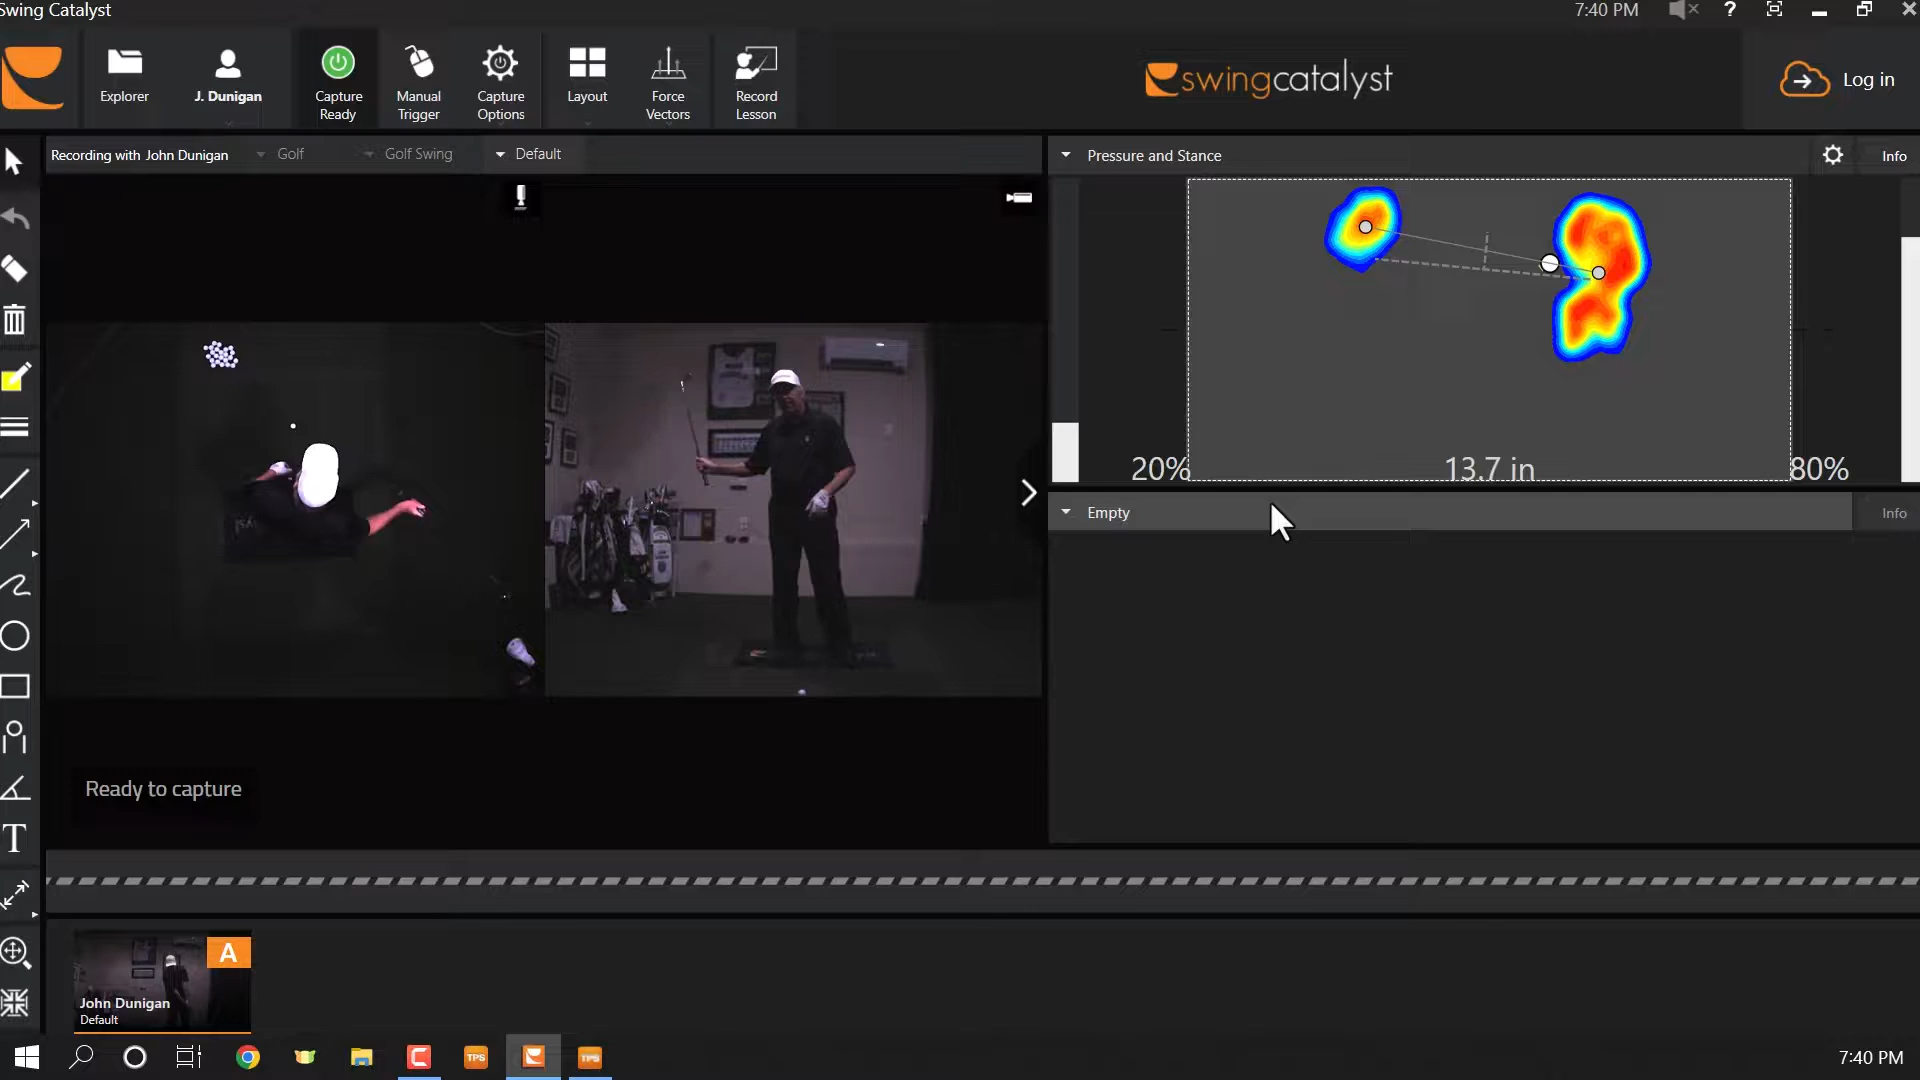 Swing Catalyst
7:40 PM
?
Explorer
J. Dunigan
Capture
Ready
Manual
Trigger
Capture
Options
Layout
Force
Vectors
Record
Lesson
swingcatalyst
Log in
Recording with John Dunigan
Golf
Golf Swing
Default
Pressure and Stance
Info
20%
13.7 in
80%
Empty
Info
Ready to capture
T
A
John Dunigan
Default
TPS
TPS
7:40 PM